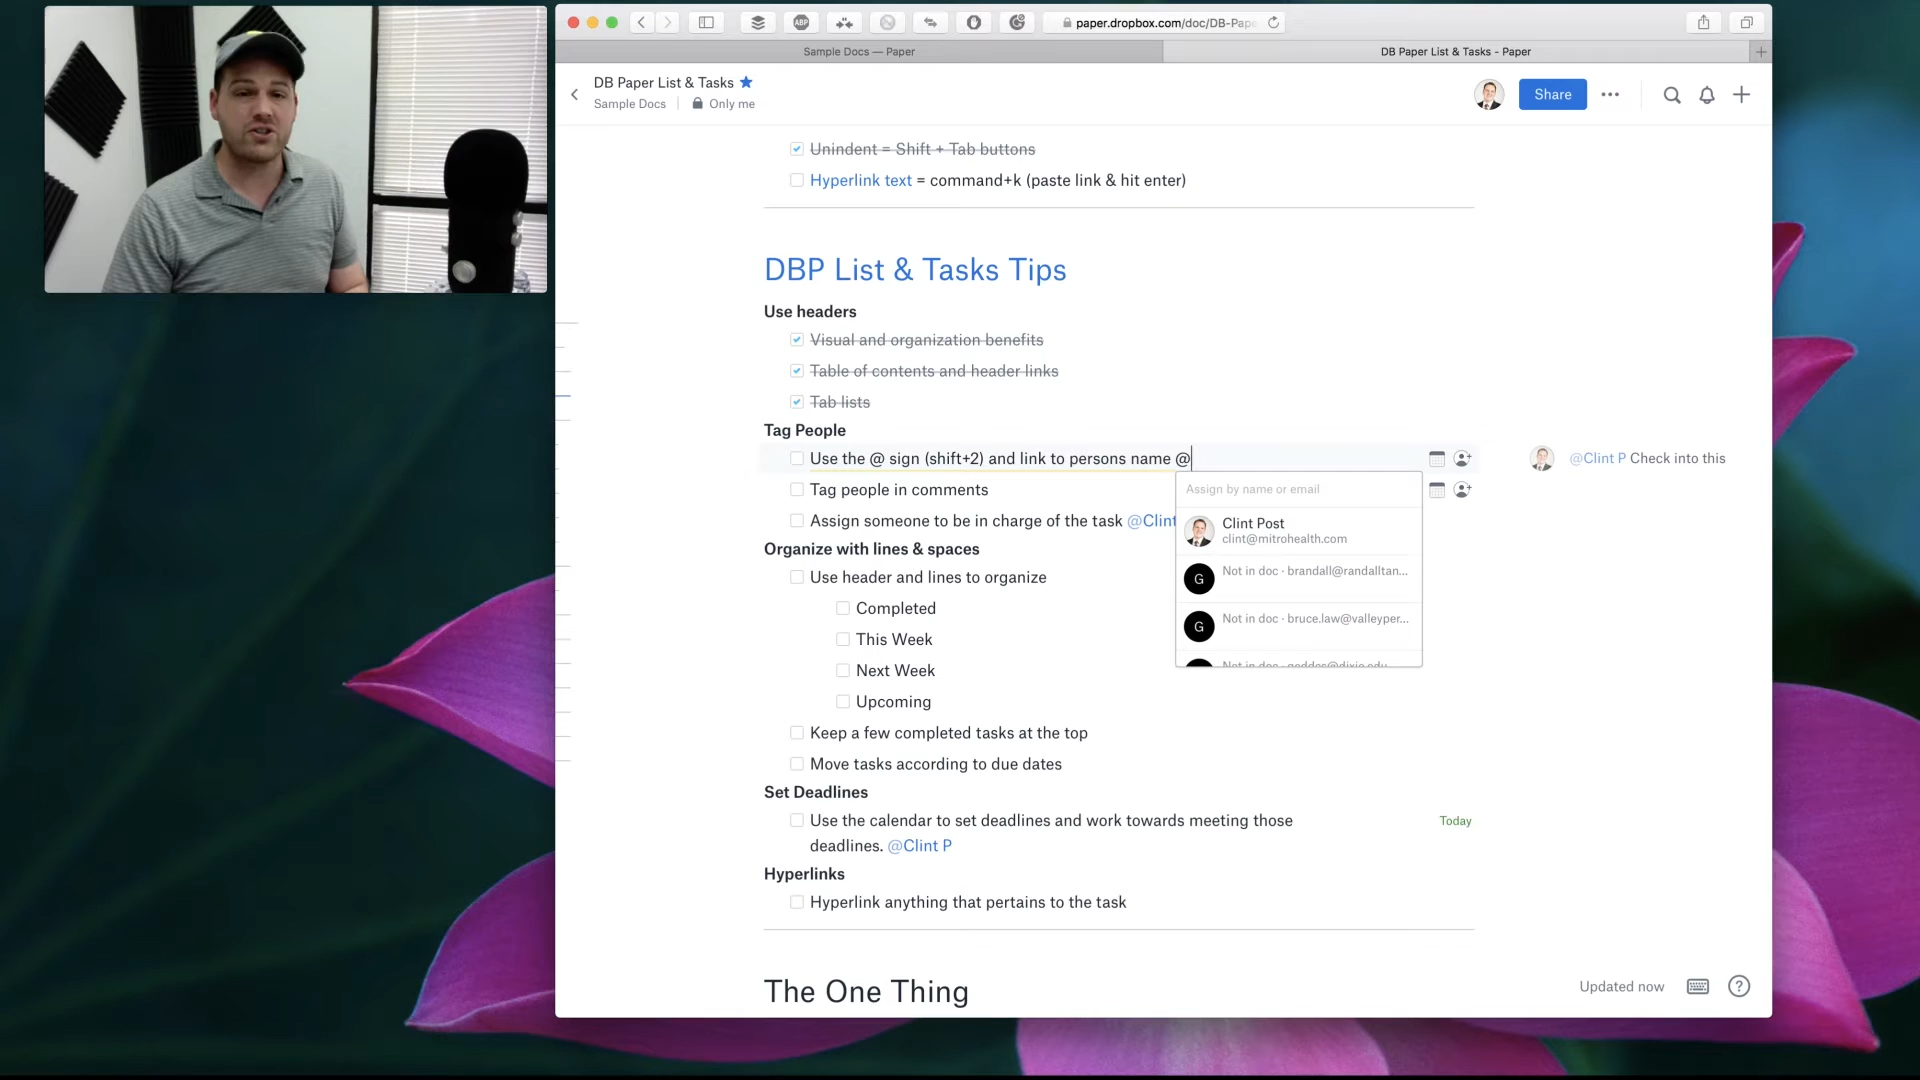 ABP
paper.dropbox.com/doc/DB-Pape
Sample Docs — Paper
DB Paper List & Tasks - Paper
DB Paper List & Tasks
Sample Docs
Only me
Share
Unindent = Shift + Tab buttons
Hyperlink text = command+k (paste link & hit enter)
DBP List & Tasks Tips
Use headers
Visual and organization benefits
Table of contents and header links
Tab lists
Tag People
Use the @ sign (shift+2) and link to persons name @
@Clint P Check into this
Assign by name or email
Tag people in comments
Assign someone to be in charge of the task @Clint
Clint Post
clint@mitrohealth.com
G
Not in doc · brandall@randalltan...
G
Not in doc · bruce.law@valleyper...
Not in doc · geddes@dixie.edu
Organize with lines & spaces
Use header and lines to organize
Completed
This Week
Next Week
Upcoming
Keep a few completed tasks at the top
Move tasks according to due dates
Set Deadlines
Use the calendar to set deadlines and work towards meeting those
deadlines. @Clint P
Today
Hyperlinks
Hyperlink anything that pertains to the task
The One Thing
Updated now
?